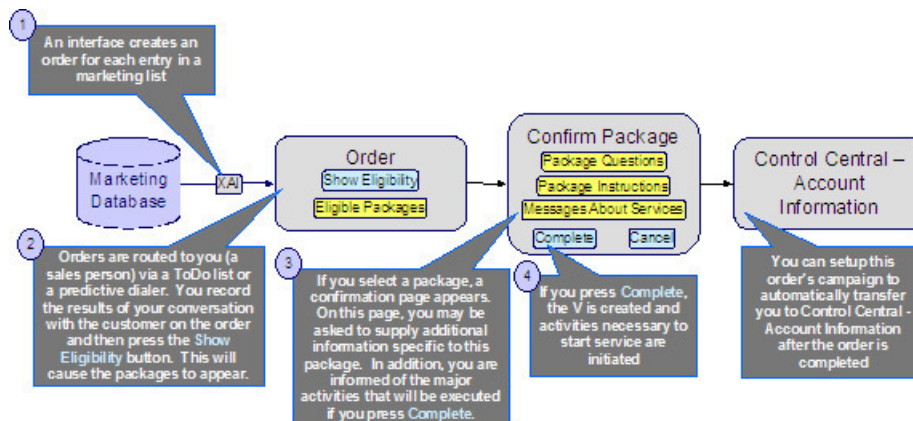 1
An interface creates an
order for each entry in a
marketing list
Marketing
Database
XAI
Order
Show Eligibility
Eligible Packages
Confirm Package
Package Questions
Package Instructions
Messages About Services
Complete
Cancel
Control Central –
Account
Information
2
Orders are routed to you (a
sales person) via a ToDo list or
a predictive dialer. You record
the results of your conversation
with the customer on the order
and then press the Show
Eligibility button. This will
cause the packages to appear.
3
If you select a package, a
confirmation page appears.
On this page, you may be
asked to supply additional
information specific to this
package. In addition, you are
informed of the major
activities that will be executed
if you press Complete.
4
If you press Complete,
the V is created and
activities necessary to
start service are
initiated
You can setup this
order's campaign to
automatically transfer
you to Control Central -
Account Information
after the order is
completed